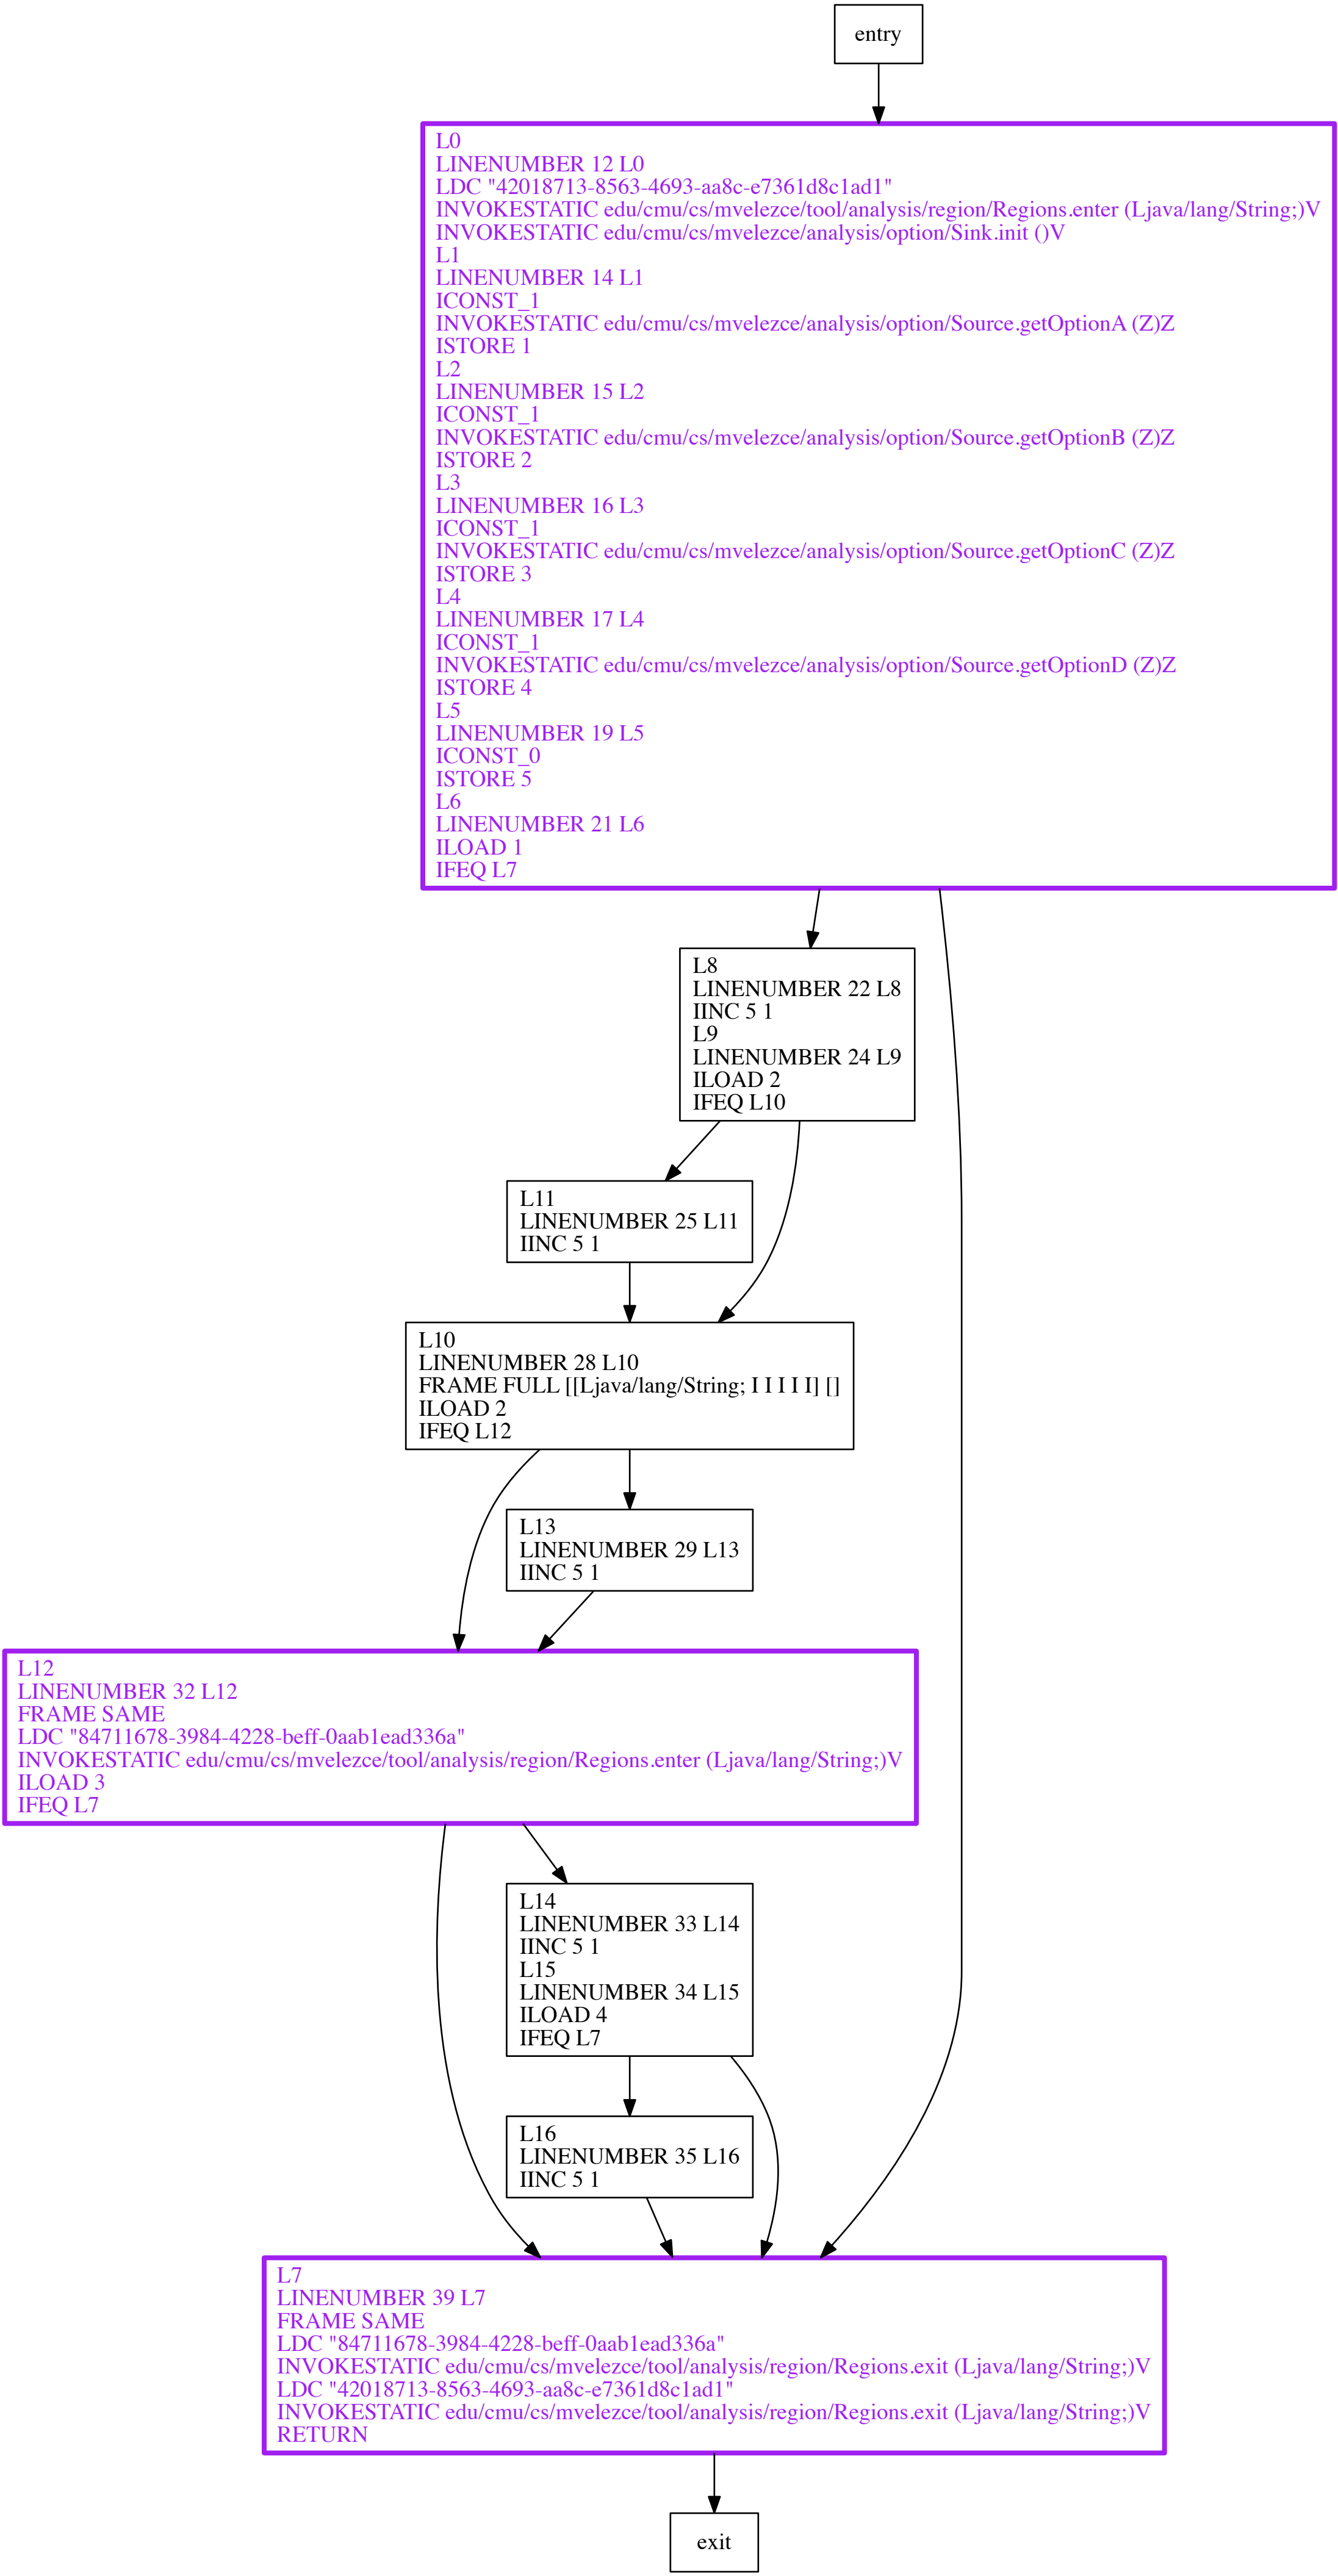 entry
L0
LINENUMBER 12 L0
LDC "42018713-8563-4693-aa8c-e7361d8c1ad1"
INVOKESTATIC edu/cmu/cs/mvelezce/tool/analysis/region/Regions.enter (Ljava/lang/String;)V
INVOKESTATIC edu/cmu/cs/mvelezce/analysis/option/Sink.init ()V
L1
LINENUMBER 14 L1
ICONST_1
INVOKESTATIC edu/cmu/cs/mvelezce/analysis/option/Source.getOptionA (Z)Z
ISTORE 1
L2
LINENUMBER 15 L2
ICONST_1
INVOKESTATIC edu/cmu/cs/mvelezce/analysis/option/Source.getOptionB (Z)Z
ISTORE 2
L3
LINENUMBER 16 L3
ICONST_1
INVOKESTATIC edu/cmu/cs/mvelezce/analysis/option/Source.getOptionC (Z)Z
ISTORE 3
L4
LINENUMBER 17 L4
ICONST_1
INVOKESTATIC edu/cmu/cs/mvelezce/analysis/option/Source.getOptionD (Z)Z
ISTORE 4
L5
LINENUMBER 19 L5
ICONST_0
ISTORE 5
L6
LINENUMBER 21 L6
ILOAD 1
IFEQ L7
L8
LINENUMBER 22 L8
IINC 5 1
L9
LINENUMBER 24 L9
ILOAD 2
IFEQ L10
L11
LINENUMBER 25 L11
IINC 5 1
L10
LINENUMBER 28 L10
FRAME FULL [[Ljava/lang/String; I I I I I] []
ILOAD 2
IFEQ L12
L13
LINENUMBER 29 L13
IINC 5 1
L12
LINENUMBER 32 L12
FRAME SAME
LDC "84711678-3984-4228-beff-0aab1ead336a"
INVOKESTATIC edu/cmu/cs/mvelezce/tool/analysis/region/Regions.enter (Ljava/lang/String;)V
ILOAD 3
IFEQ L7
L14
LINENUMBER 33 L14
IINC 5 1
L15
LINENUMBER 34 L15
ILOAD 4
IFEQ L7
L16
LINENUMBER 35 L16
IINC 5 1
L7
LINENUMBER 39 L7
FRAME SAME
LDC "84711678-3984-4228-beff-0aab1ead336a"
INVOKESTATIC edu/cmu/cs/mvelezce/tool/analysis/region/Regions.exit (Ljava/lang/String;)V
LDC "42018713-8563-4693-aa8c-e7361d8c1ad1"
INVOKESTATIC edu/cmu/cs/mvelezce/tool/analysis/region/Regions.exit (Ljava/lang/String;)V
RETURN
exit